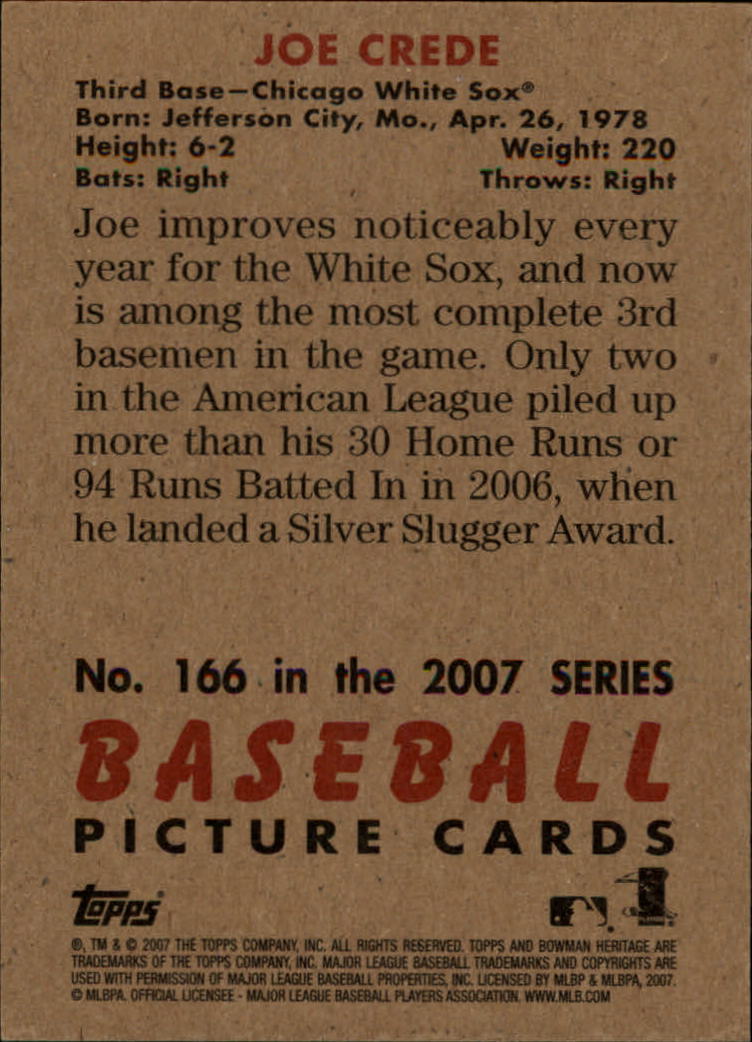 JOE CREDE
Third Base—Chicago White Sox®
Born: Jefferson City, Mo., Apr. 26, 1978
Height: 6-2 Weight: 220
Bats: Right Throws: Right
Joe improves noticeably every
year for the White Sox, and now
is among the most complete 3rd
basemen in the game. Only two
in the American League piled up
more than his 30 Home Runs or
94 Runs Batted In in 2006, when
he landed a Silver Slugger Award.
No. 166 in the 2007 SERIES
BASEBALL
PICTURE CARDS
Topps
®, TM & © 2007 THE TOPPS COMPANY, INC. ALL RIGHTS RESERVED. TOPPS AND BOWMAN HERITAGE ARE
TRADEMARKS OF THE TOPPS COMPANY, INC. MAJOR LEAGUE BASEBALL TRADEMARKS AND COPYRIGHTS ARE
USED WITH PERMISSION OF MAJOR LEAGUE BASEBALL PROPERTIES, INC. LICENSED BY MLBP & MLBPA, 2007.
© MLBPA. OFFICIAL LICENSEE - MAJOR LEAGUE BASEBALL PLAYERS ASSOCIATION. WWW.MLB.COM